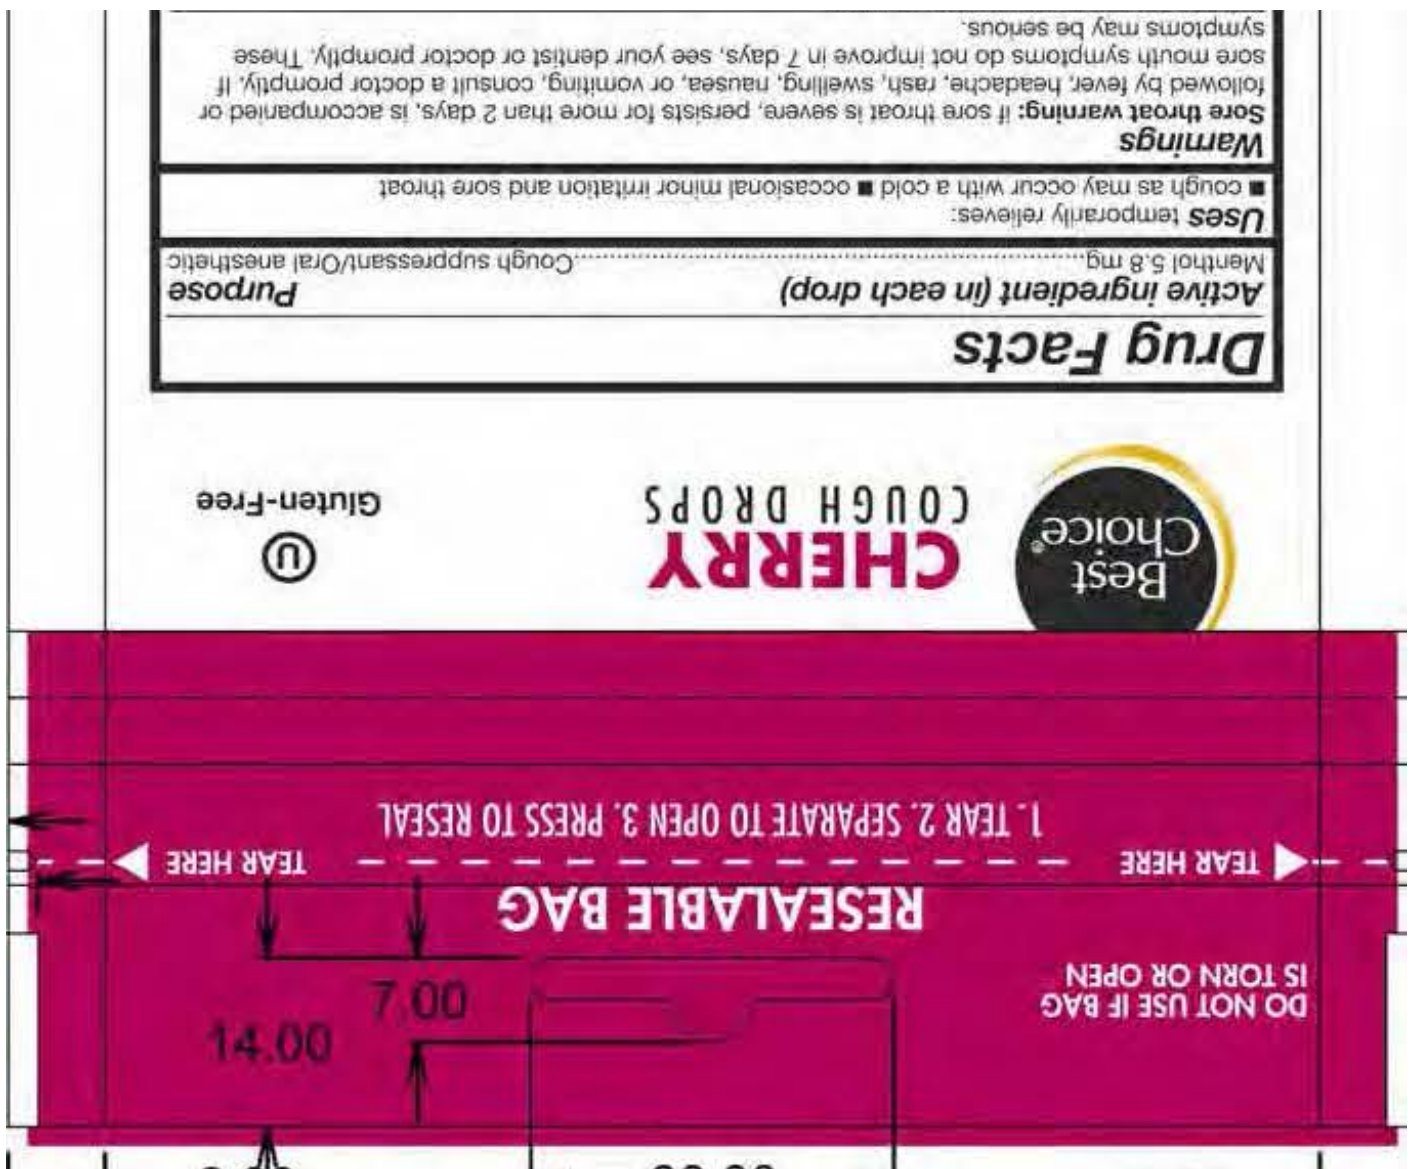 DO NOT USE IF BAG
IS TORN OR OPEN
14.00
7.00
RESEALABLE BAG
TEAR HERE
TEAR HERE
1. TEAR 2. SEPARATE TO OPEN 3. PRESS TO RESEAL
Best
Choice®
CHERRY
COUGH DROPS
U
Gluten-Free
Drug Facts
Active ingredient (in each drop) Purpose
Menthol 5.8 mg..........Cough suppressant/Oral anesthetic
Uses temporarily relieves:
■ cough as may occur with a cold ■ occasional minor irritation and sore throat
Warnings
Sore throat warning: If sore throat is severe, persists for more than 2 days, is accompanied or
followed by fever, headache, rash, swelling, nausea, or vomiting, consult a doctor promptly. If
sore mouth symptoms do not improve in 7 days, see your dentist or doctor promptly. These
symptoms may be serious.